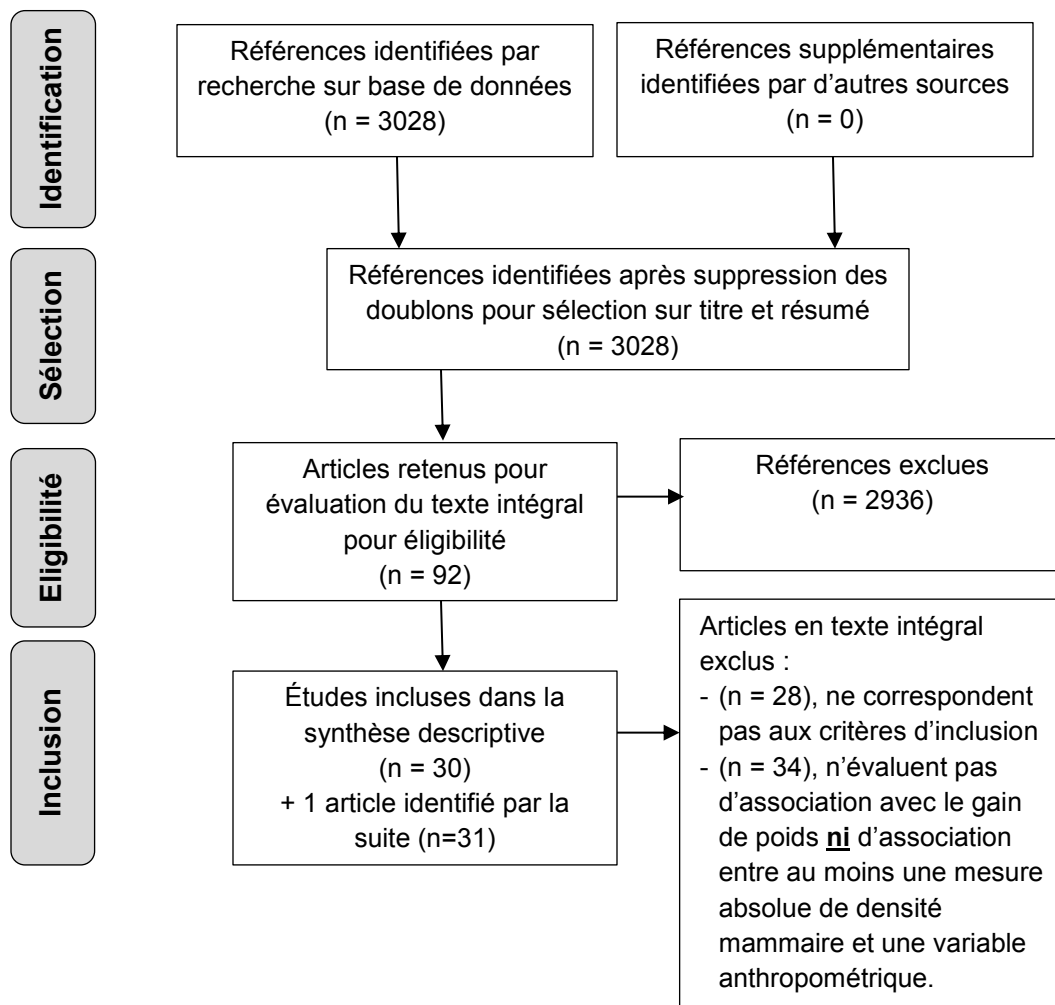 Identification
Références identifiées par
recherche sur base de données
(n = 3028)
Références supplémentaires
identifiées par d'autres sources
(n = 0)
Sélection
Références identifiées après suppression des
doublons pour sélection sur titre et résumé
(n = 3028)
Eligibilité
Articles retenus pour
évaluation du texte intégral
pour éligibilité
(n = 92)
Références exclues
(n = 2936)
Inclusion
Études incluses dans la
synthèse descriptive
(n = 30)
+ 1 article identifié par la
suite (n=31)
Articles en texte intégral
exclus :
- (n = 28), ne correspondent
pas aux critères d'inclusion
- (n = 34), n'évaluent pas
d'association avec le gain
de poids ni d'association
entre au moins une mesure
absolue de densité
mammaire et une variable
anthropométrique.